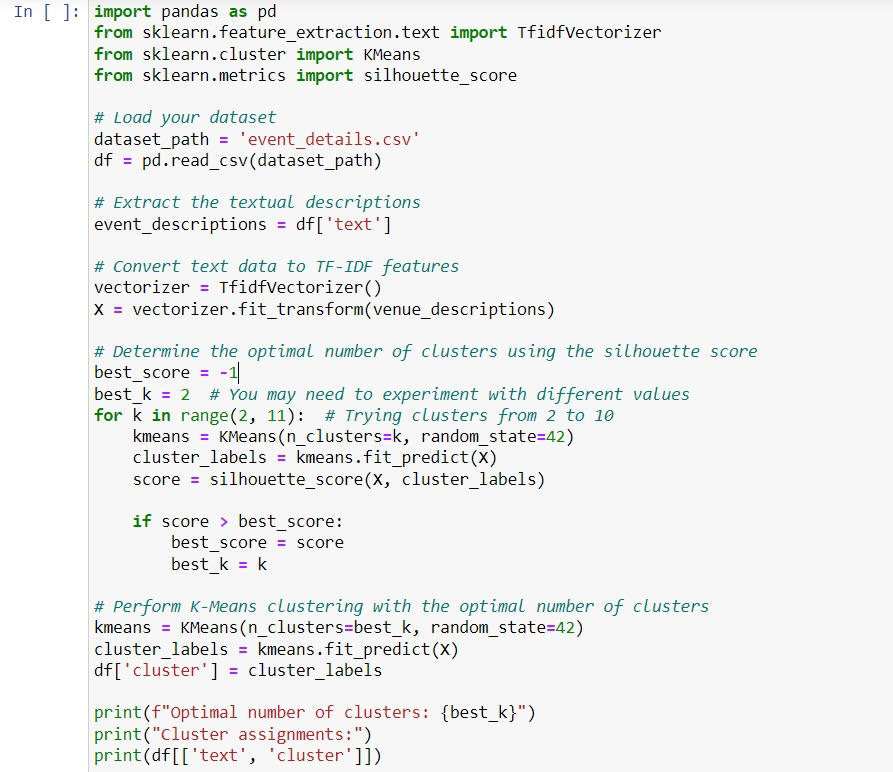 In [ ]: import pandas as pd
from sklearn.feature_extraction.text import TfidfVectorizer
from sklearn.cluster import KMeans
from sklearn.metrics import silhouette_score

# Load your dataset
dataset_path = 'event_details.csv'
df = pd.read_csv(dataset_path)

# Extract the textual descriptions
event_descriptions = df['text']

# Convert text data to TF-IDF features
vectorizer = TfidfVectorizer()
X = vectorizer.fit_transform(venue_descriptions)

# Determine the optimal number of clusters using the silhouette score
best_score = -1
best_k = 2  # You may need to experiment with different values
for k in range(2, 11):  # Trying clusters from 2 to 10
    kmeans = KMeans(n_clusters=k, random_state=42)
    cluster_labels = kmeans.fit_predict(X)
    score = silhouette_score(X, cluster_labels)

    if score > best_score:
        best_score = score
        best_k = k

# Perform K-Means clustering with the optimal number of clusters
kmeans = KMeans(n_clusters=best_k, random_state=42)
cluster_labels = kmeans.fit_predict(X)
df['cluster'] = cluster_labels

print(f"Optimal number of clusters: {best_k}")
print("Cluster assignments:")
print(df[['text', 'cluster']])